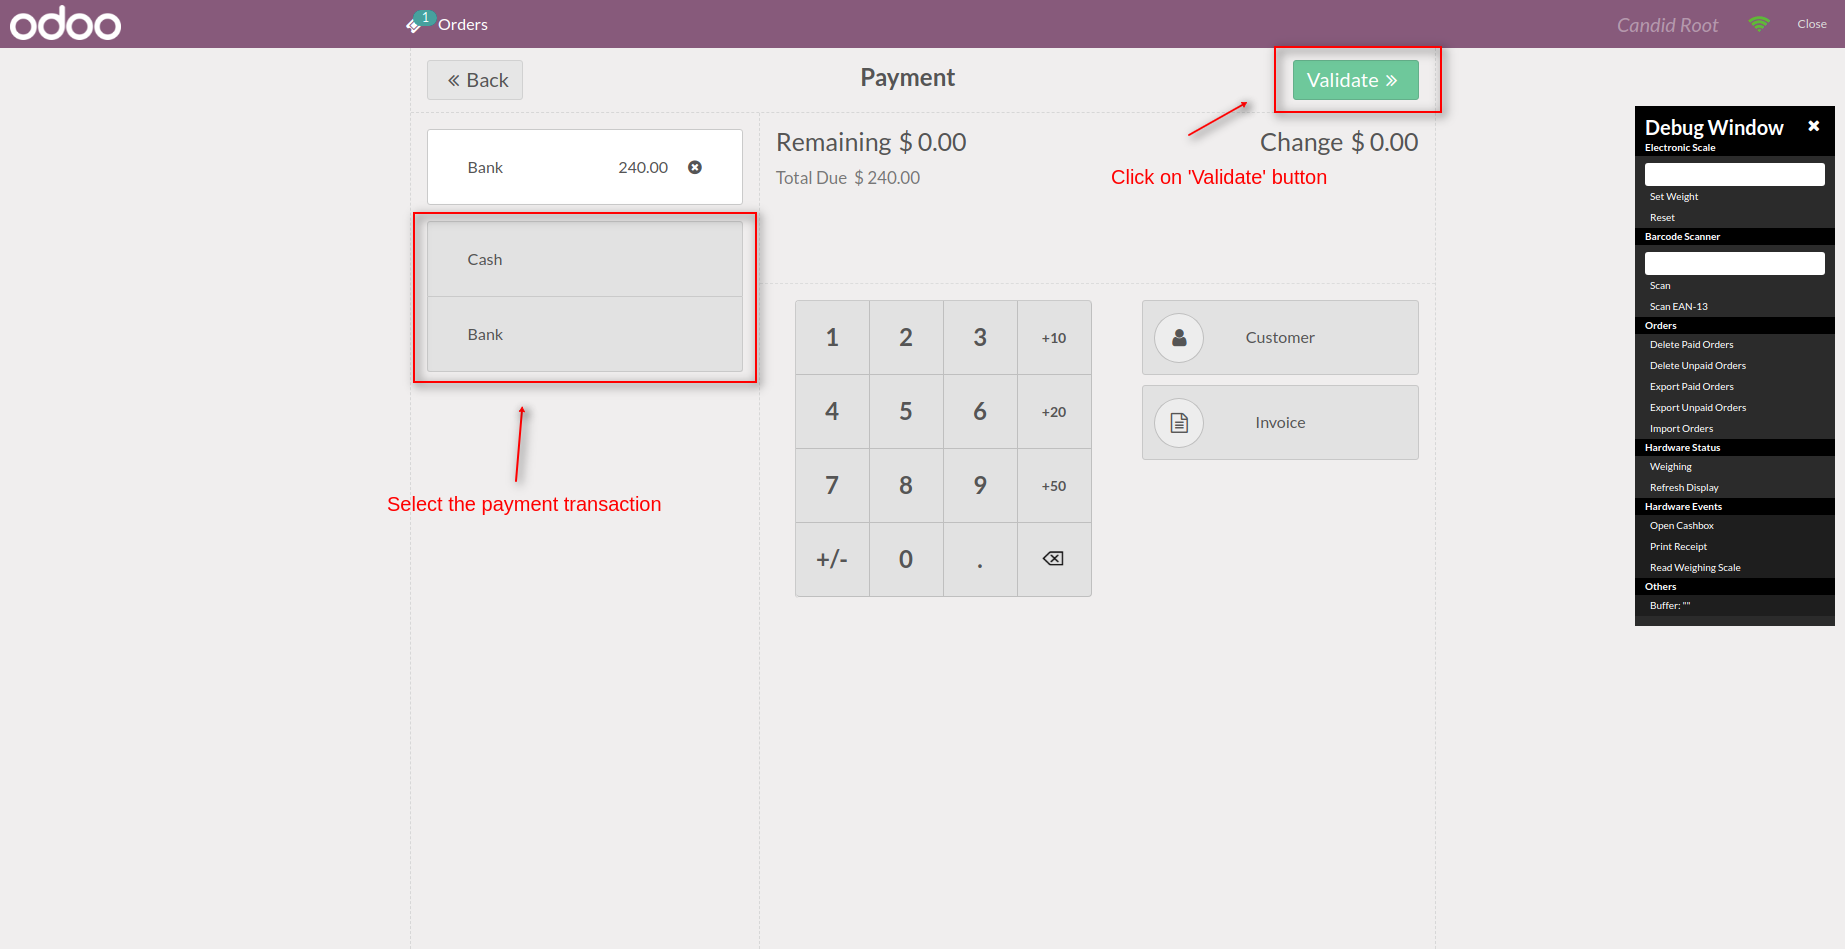 odoo
1
Orders
Candid Root
Close
Back
Payment
Validate
Bank 240.00
Remaining $ 0.00
Change $ 0.00
Total Due $ 240.00
Click on 'Validate' button
Cash
Bank
Select the payment transaction
1 2 3 +10
4 5 6 +20
7 8 9 +50
+/- 0 .
Customer
Invoice
Debug Window
Electronic Scale
Set Weight
Reset
Barcode Scanner
Scan
Scan EAN-13
Orders
Delete Paid Orders
Delete Unpaid Orders
Export Paid Orders
Export Unpaid Orders
Import Orders
Hardware Status
Weighing
Refresh Display
Hardware Events
Open Cashbox
Print Receipt
Read Weighing Scale
Others
Buffer: ""